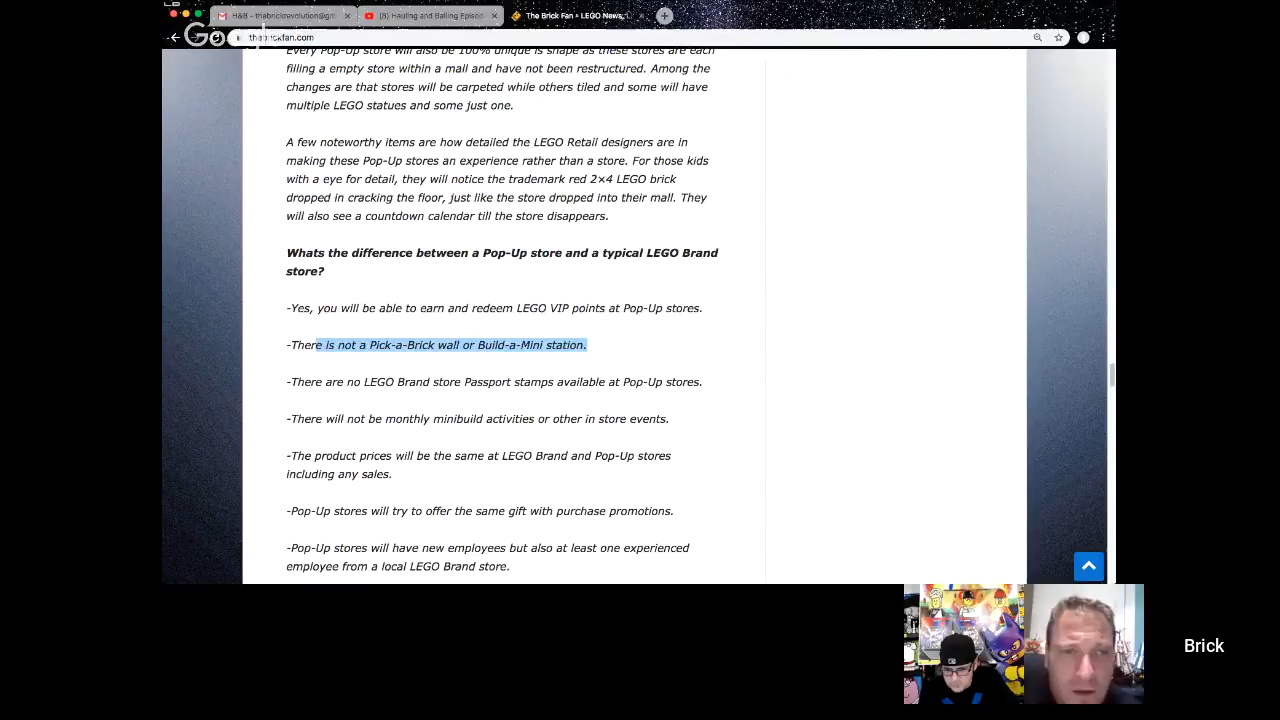 H&B - thebrickrevolution@gm
(8) Hauling and Balling Episod
The Brick Fan - LEGO News,
Goo
thebrickfan.com
Every Pop-Up store will also be 100% unique is shape as these stores are each
filling a empty store within a mall and have not been restructured. Among the
changes are that stores will be carpeted while others tiled and some will have
multiple LEGO statues and some just one.
A few noteworthy items are how detailed the LEGO Retail designers are in
making these Pop-Up stores an experience rather than a store. For those kids
with a eye for detail, they will notice the trademark red 2×4 LEGO brick
dropped in cracking the floor, just like the store dropped into their mall. They
will also see a countdown calendar till the store disappears.
Whats the difference between a Pop-Up store and a typical LEGO Brand
store?
-Yes, you will be able to earn and redeem LEGO VIP points at Pop-Up stores.
-There is not a Pick-a-Brick wall or Build-a-Mini station.
-There are no LEGO Brand store Passport stamps available at Pop-Up stores.
-There will not be monthly minibuild activities or other in store events.
-The product prices will be the same at LEGO Brand and Pop-Up stores
including any sales.
-Pop-Up stores will try to offer the same gift with purchase promotions.
-Pop-Up stores will have new employees but also at least one experienced
employee from a local LEGO Brand store.
Brick